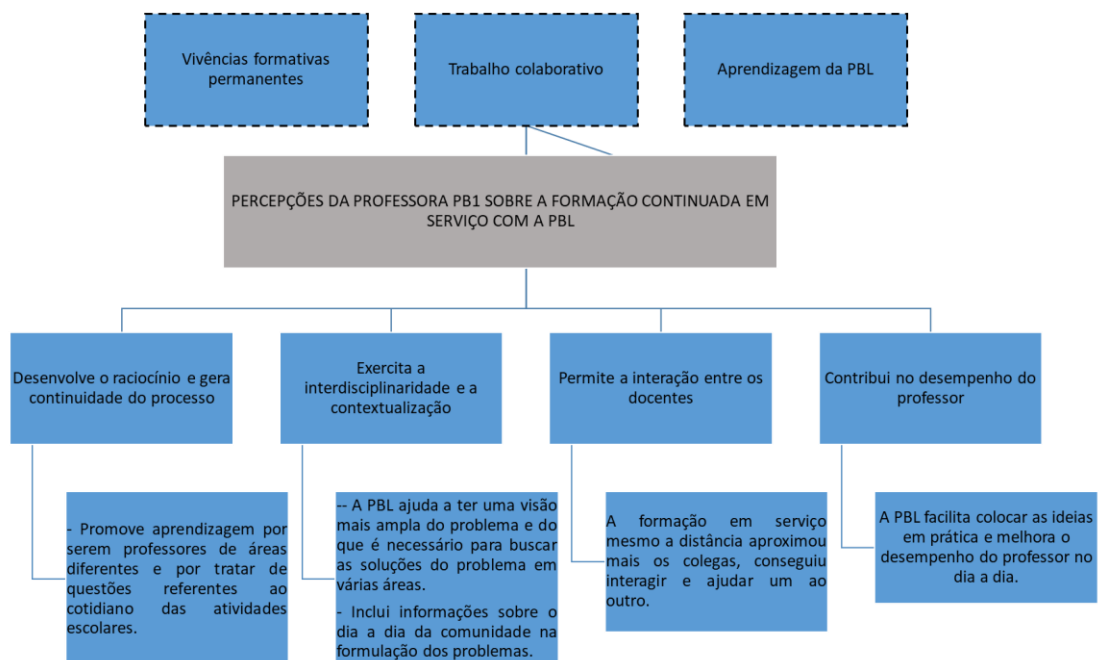 Vivências formativas
permanentes
Trabalho colaborativo
Aprendizagem da PBL
PERCEPÇÕES DA PROFESSORA PB1 SOBRE A FORMAÇÃO CONTINUADA EM
SERVIÇO COM A PBL
Desenvolve o raciocínio e gera
continuidade do processo
Exercita a
interdisciplinaridade e a
contextualização
Permite a interação entre os
docentes
Contribui no desempenho do
professor
- Promove aprendizagem por
serem professores de áreas
diferentes e por tratar de
questões referentes ao
cotidiano das atividades
escolares.
-- A PBL ajuda a ter uma visão
mais ampla do problema e do
que é necessário para buscar
as soluções do problema em
várias áreas.
- Inclui informações sobre o
dia a dia da comunidade na
formulação dos problemas.
A formação em serviço
mesmo a distância aproximou
mais os colegas, conseguiu
interagir e ajudar um ao
outro.
A PBL facilita colocar as ideias
em prática e melhora o
desempenho do professor no
dia a dia.